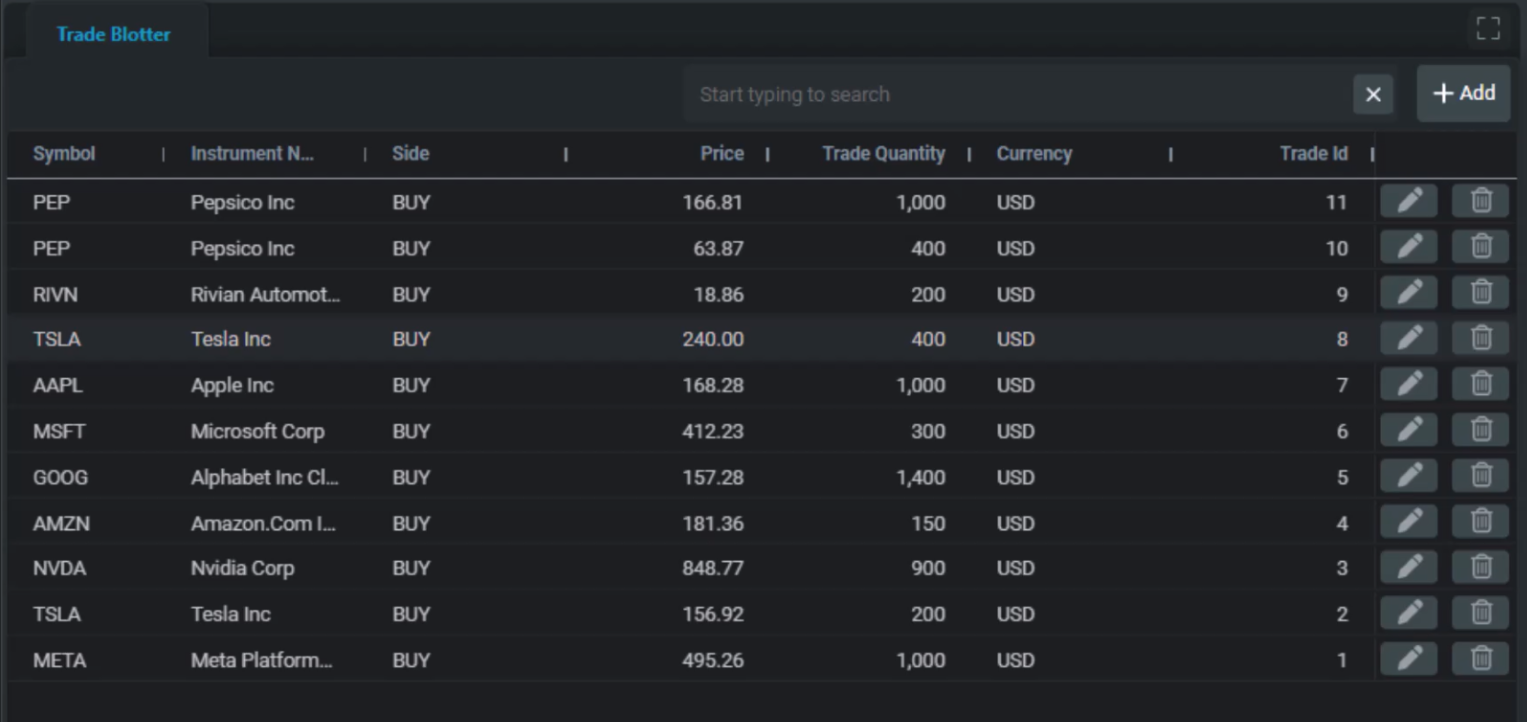 Trade Blotter
Start typing to search
+ Add
Symbol Instrument N... Side Price Trade Quantity Currency Trade Id
PEP Pepsico Inc BUY 166.81 1,000 USD 11
PEP Pepsico Inc BUY 63.87 400 USD 10
RIVN Rivian Automot... BUY 18.86 200 USD 9
TSLA Tesla Inc BUY 240.00 400 USD 8
AAPL Apple Inc BUY 168.28 1,000 USD 7
MSFT Microsoft Corp BUY 412.23 300 USD 6
GOOG Alphabet Inc Cl... BUY 157.28 1,400 USD 5
AMZN Amazon.Com I... BUY 181.36 150 USD 4
NVDA Nvidia Corp BUY 848.77 900 USD 3
TSLA Tesla Inc BUY 156.92 200 USD 2
META Meta Platform... BUY 495.26 1,000 USD 1